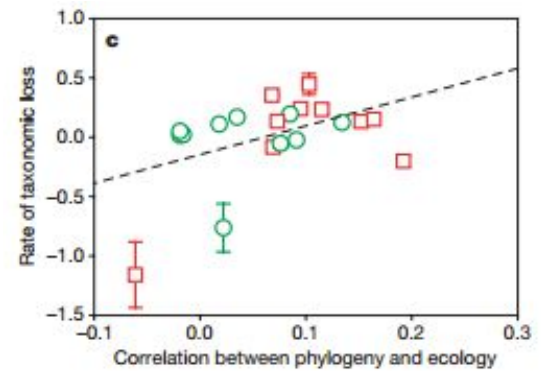 c
Rate of taxonomic loss
1.0
0.5
0.0
−0.5
−1.0
−1.5
−0.1 0.0 0.1 0.2 0.3
Correlation between phylogeny and ecology